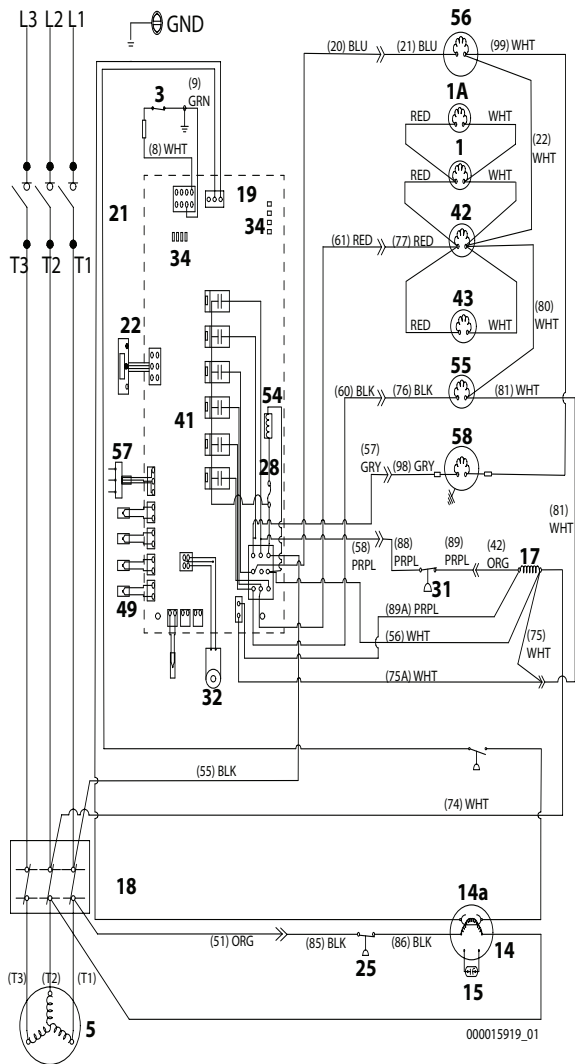 L3 L2 L1
GND
(20) BLU
(21) BLU
56
(99) WHT
3
(9)
GRN
(8) WHT
1A
RED
WHT
(22)
WHT
1
RED
WHT
19
21
34
34
42
(61) RED
(77) RED
T3 T2 T1
43
RED
WHT
(80)
WHT
22
55
(60) BLK
(76) BLK
(81) WHT
54
41
58
(57)
GRY
(98) GRY
28
57
(81)
WHT
(58)
PRPL
(88)
PRPL
(89)
PRPL
(42)
ORG
17
31
49
(89A) PRPL
(56) WHT
(75)
WHT
32
(75A) WHT
(55) BLK
(74) WHT
18
14a
(51) ORG
(85) BLK
(86) BLK
14
25
15
(T3) (T2) (T1)
5
000015919_01